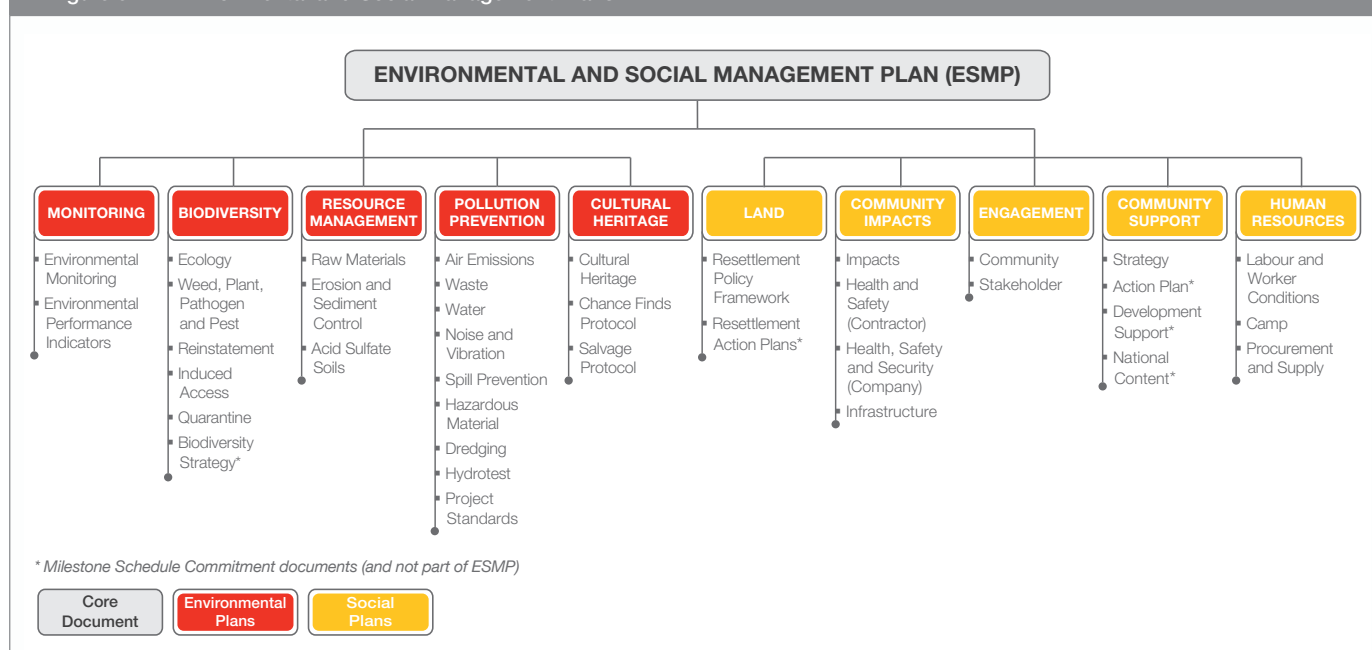 ENVIRONMENTAL AND SOCIAL MANAGEMENT PLAN (ESMP)
MONITORING
Environmental
Monitoring
Environmental
Performance
Indicators
BIODIVERSITY
Ecology
Weed, Plant,
Pathogen
and Pest
Reinstatement
Induced
Access
Quarantine
Biodiversity
Strategy*
RESOURCE
MANAGEMENT
Raw Materials
Erosion and
Sediment
Control
Acid Sulfate
Soils
POLLUTION
PREVENTION
Air Emissions
Waste
Water
Noise and
Vibration
Spill Prevention
Hazardous
Material
Dredging
Hydrotest
Project
Standards
CULTURAL
HERITAGE
Cultural
Heritage
Chance Finds
Protocol
Salvage
Protocol
LAND
Resettlement
Policy
Framework
Resettlement
Action Plans*
COMMUNITY
IMPACTS
Impacts
Health and
Safety
(Contractor)
Health, Safety
and Security
(Company)
Infrastructure
ENGAGEMENT
Community
Stakeholder
COMMUNITY
SUPPORT
Strategy
Action Plan*
Development
Support*
National
Content*
HUMAN
RESOURCES
Labour and
Worker
Conditions
Camp
Procurement
and Supply
* Milestone Schedule Commitment documents (and not part of ESMP)
Core
Document
Environmental
Plans
Social
Plans